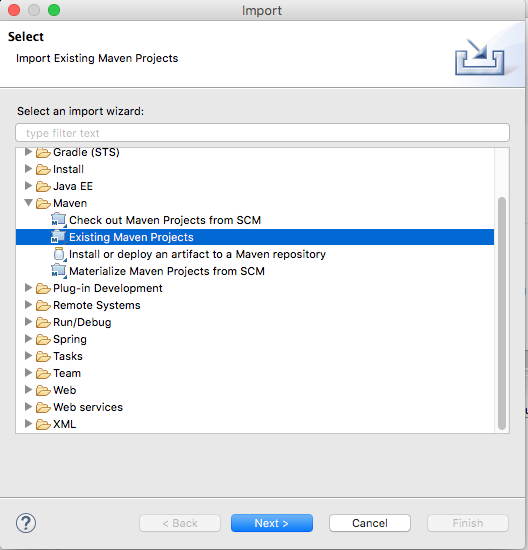 Import
Select
Import Existing Maven Projects
Select an import wizard:
type filter text
Gradle (STS)
Install
Java EE
Maven
Check out Maven Projects from SCM
Existing Maven Projects
Install or deploy an artifact to a Maven repository
Materialize Maven Projects from SCM
Plug-in Development
Remote Systems
Run/Debug
Spring
Tasks
Team
Web
Web services
XML
? < Back Next > Cancel Finish